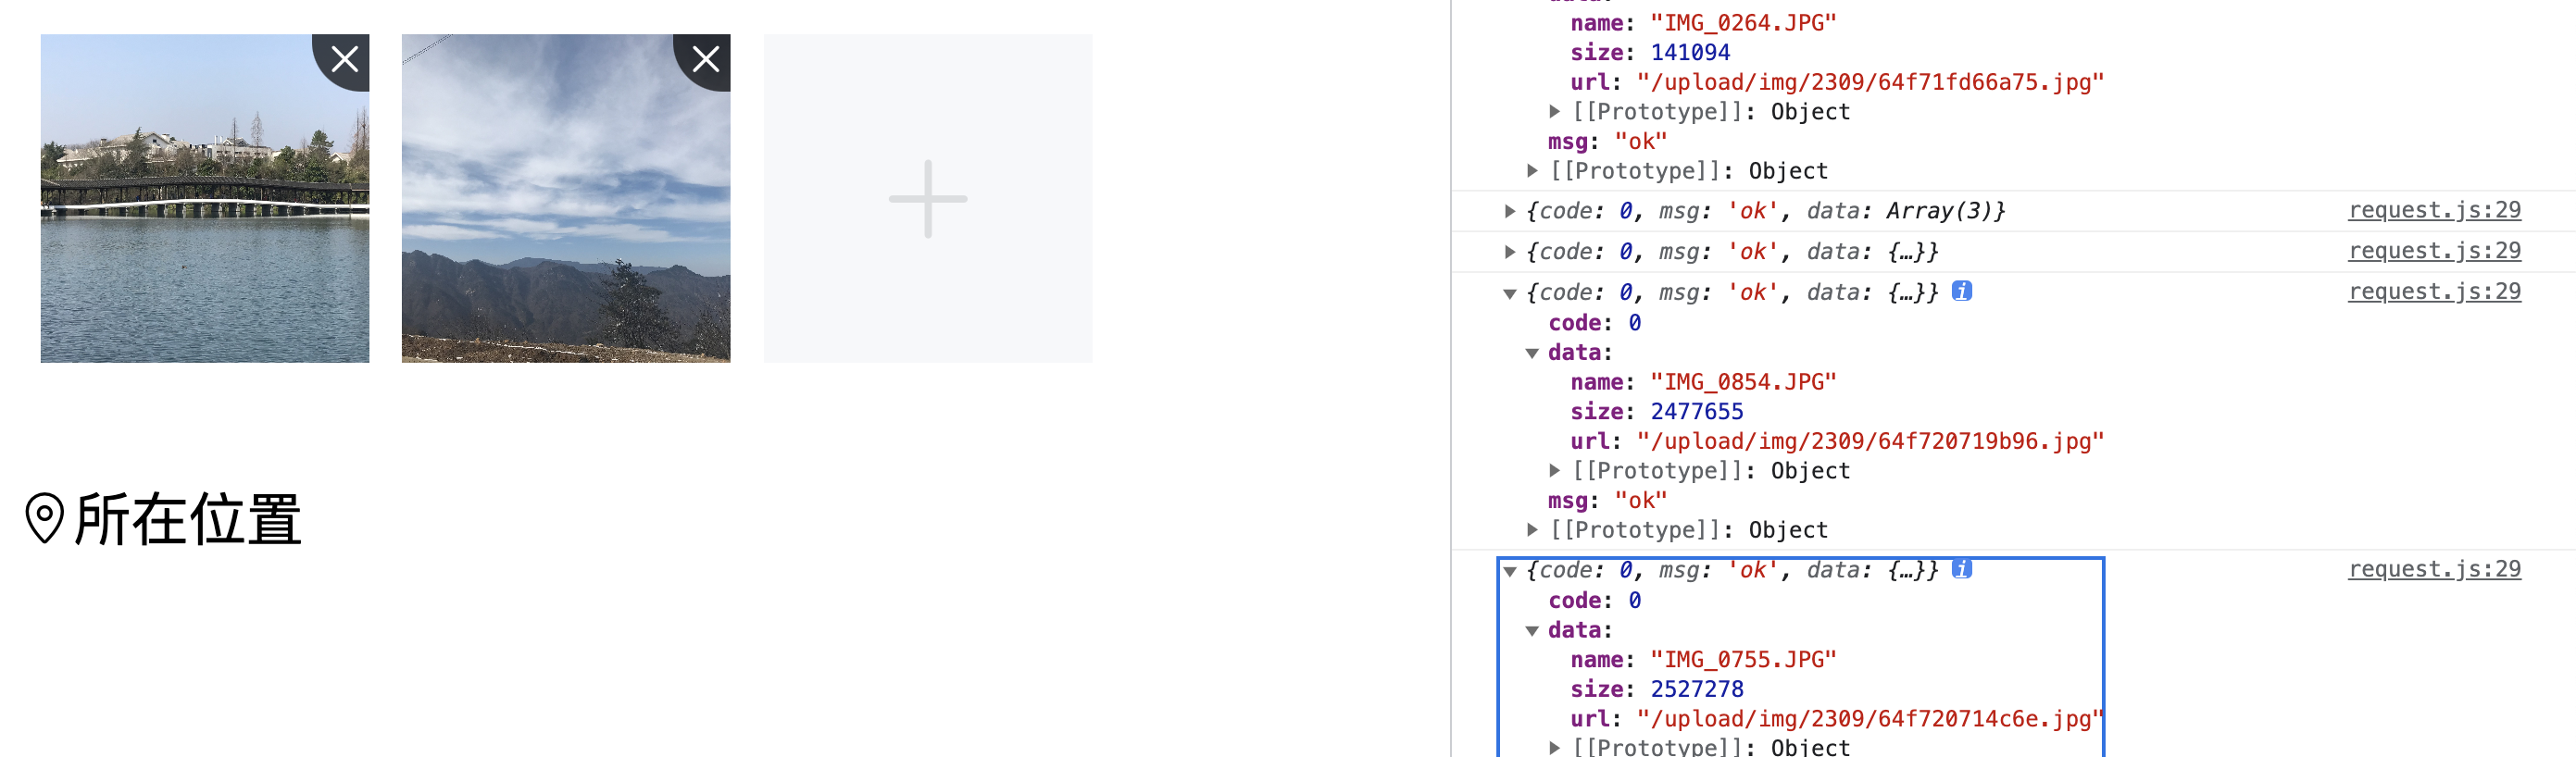 所在位置
name: "IMG_0264.JPG"
size: 141094
url: "/upload/img/2309/64f71fd66a75.jpg"
[[Prototype]]: Object
msg: "ok"
[[Prototype]]: Object
{code: 0, msg: 'ok', data: Array(3)} request.js:29
{code: 0, msg: 'ok', data: {…}} request.js:29
{code: 0, msg: 'ok', data: {…}} i request.js:29
code: 0
data:
name: "IMG_0854.JPG"
size: 2477655
url: "/upload/img/2309/64f720719b96.jpg"
[[Prototype]]: Object
msg: "ok"
[[Prototype]]: Object
{code: 0, msg: 'ok', data: {…}} i request.js:29
code: 0
data:
name: "IMG_0755.JPG"
size: 2527278
url: "/upload/img/2309/64f720714c6e.jpg"
[[Prototype]]: Object